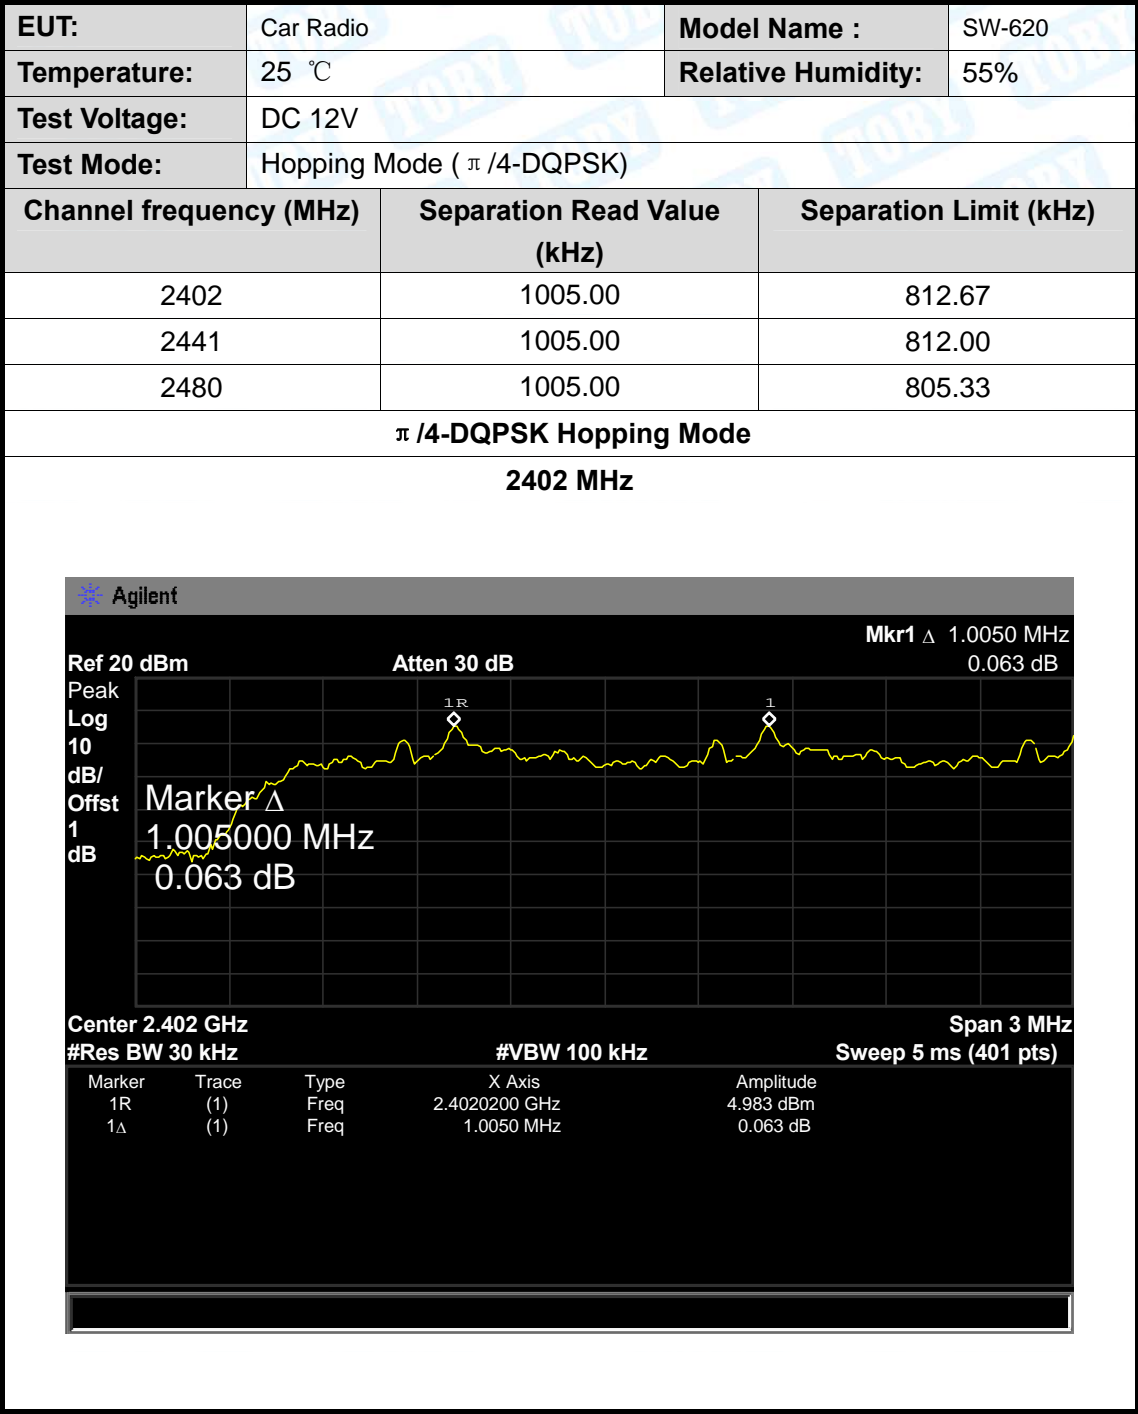 EUT: Car Radio Model Name : SW-620
Temperature: 25 ℃ Relative Humidity: 55%
Test Voltage: DC 12V
Test Mode: Hopping Mode ( π /4-DQPSK)
Channel frequency (MHz) Separation Read Value (kHz) Separation Limit (kHz)
2402 1005.00 812.67
2441 1005.00 812.00
2480 1005.00 805.33
π /4-DQPSK Hopping Mode
2402 MHz
Agilent
Mkr1 Δ 1.0050 MHz
Ref 20 dBm Atten 30 dB 0.063 dB
Peak
Log
10
dB/
Offst
1
dB
1R 1
Marker Δ
1.005000 MHz
0.063 dB
Center 2.402 GHz Span 3 MHz
#Res BW 30 kHz #VBW 100 kHz Sweep 5 ms (401 pts)
Marker Trace Type X Axis Amplitude
1R (1) Freq 2.4020200 GHz 4.983 dBm
1Δ (1) Freq 1.0050 MHz 0.063 dB
TOBY
TOBY
TOBY
TOBY